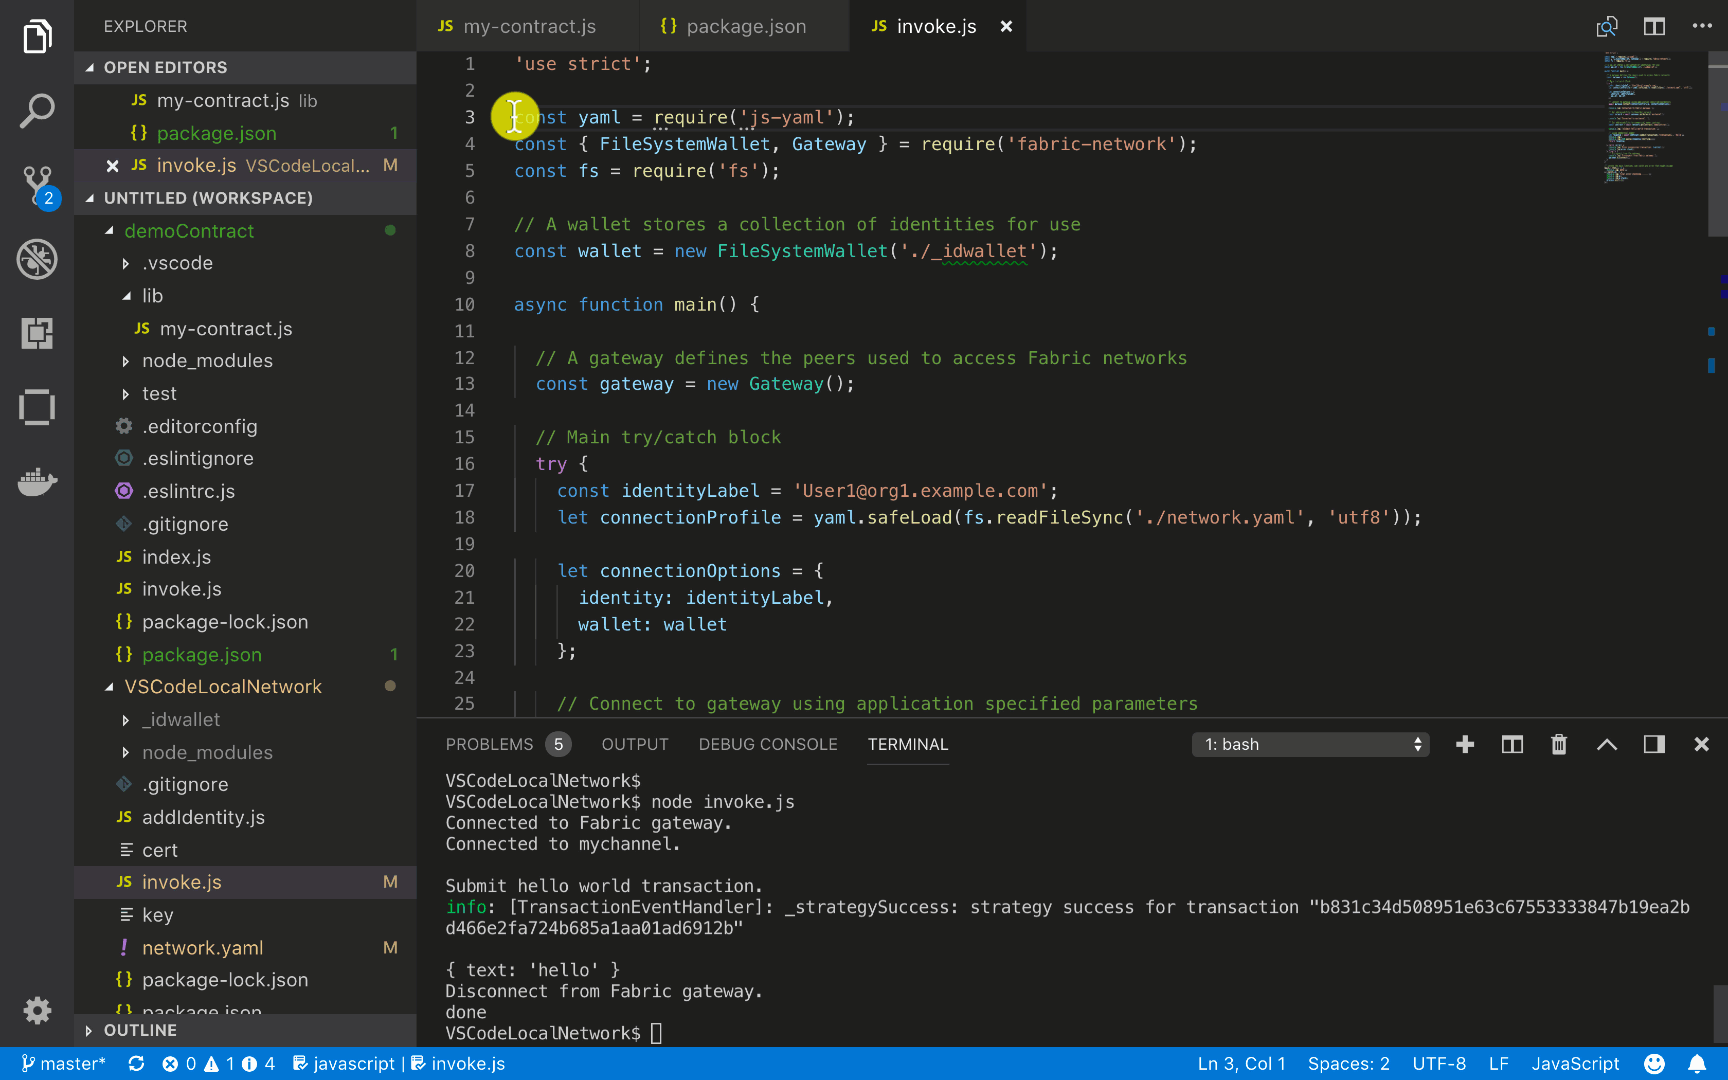 EXPLORER
OPEN EDITORS
JS my-contract.js lib
{} package.json 1
JS invoke.js VSCodeLocal... M
UNTITLED (WORKSPACE)
demoContract
.vscode
lib
JS my-contract.js
node_modules
test
.editorconfig
.eslintignore
.eslintrc.js
.gitignore
JS index.js
JS invoke.js
{} package-lock.json
{} package.json 1
VSCodeLocalNetwork
_idwallet
node_modules
.gitignore
JS addIdentity.js
cert
JS invoke.js M
key
! network.yaml M
{} package-lock.json
{} package.json
OUTLINE
2
JS my-contract.js {} package.json JS invoke.js
1 'use strict';
2
3 const yaml = require('js-yaml');
4 const { FileSystemWallet, Gateway } = require('fabric-network');
5 const fs = require('fs');
6
7 // A wallet stores a collection of identities for use
8 const wallet = new FileSystemWallet('./_idwallet');
9
10 async function main() {
11
12 // A gateway defines the peers used to access Fabric networks
13 const gateway = new Gateway();
14
15 // Main try/catch block
16 try {
17 const identityLabel = 'User1@org1.example.com';
18 let connectionProfile = yaml.safeLoad(fs.readFileSync('./network.yaml', 'utf8'));
19
20 let connectionOptions = {
21 identity: identityLabel,
22 wallet: wallet
23 };
24
25 // Connect to gateway using application specified parameters
PROBLEMS 5 OUTPUT DEBUG CONSOLE TERMINAL 1: bash
VSCodeLocalNetwork$
VSCodeLocalNetwork$ node invoke.js
Connected to Fabric gateway.
Connected to mychannel.
Submit hello world transaction.
info: [TransactionEventHandler]: _strategySuccess: strategy success for transaction "b831c34d508951e63c67553333847b19ea2b
d466e2fa724b685a1aa01ad6912b"
{ text: 'hello' }
Disconnect from Fabric gateway.
done
VSCodeLocalNetwork$
master* 0 1 4 javascript | invoke.js Ln 3, Col 1 Spaces: 2 UTF-8 LF JavaScript